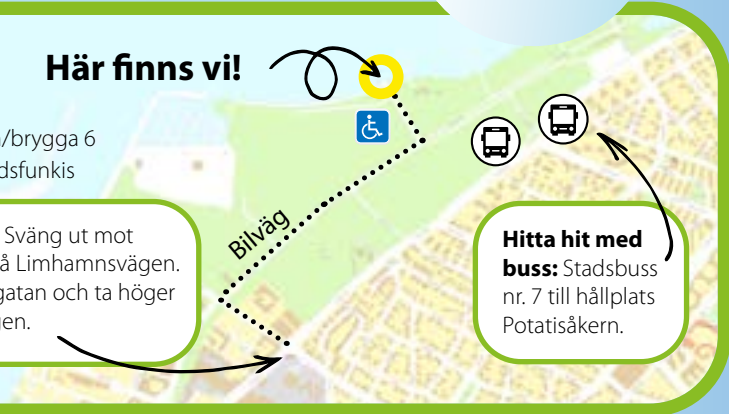 Här finns vi!
/brygga 6
dsfunkis
Sväng ut mot
å Limhamnsvägen.
gatan och ta höger
gen.
Bilväg
Hitta hit med
buss: Stadsbuss
nr. 7 till hållplats
Potatisåkern.